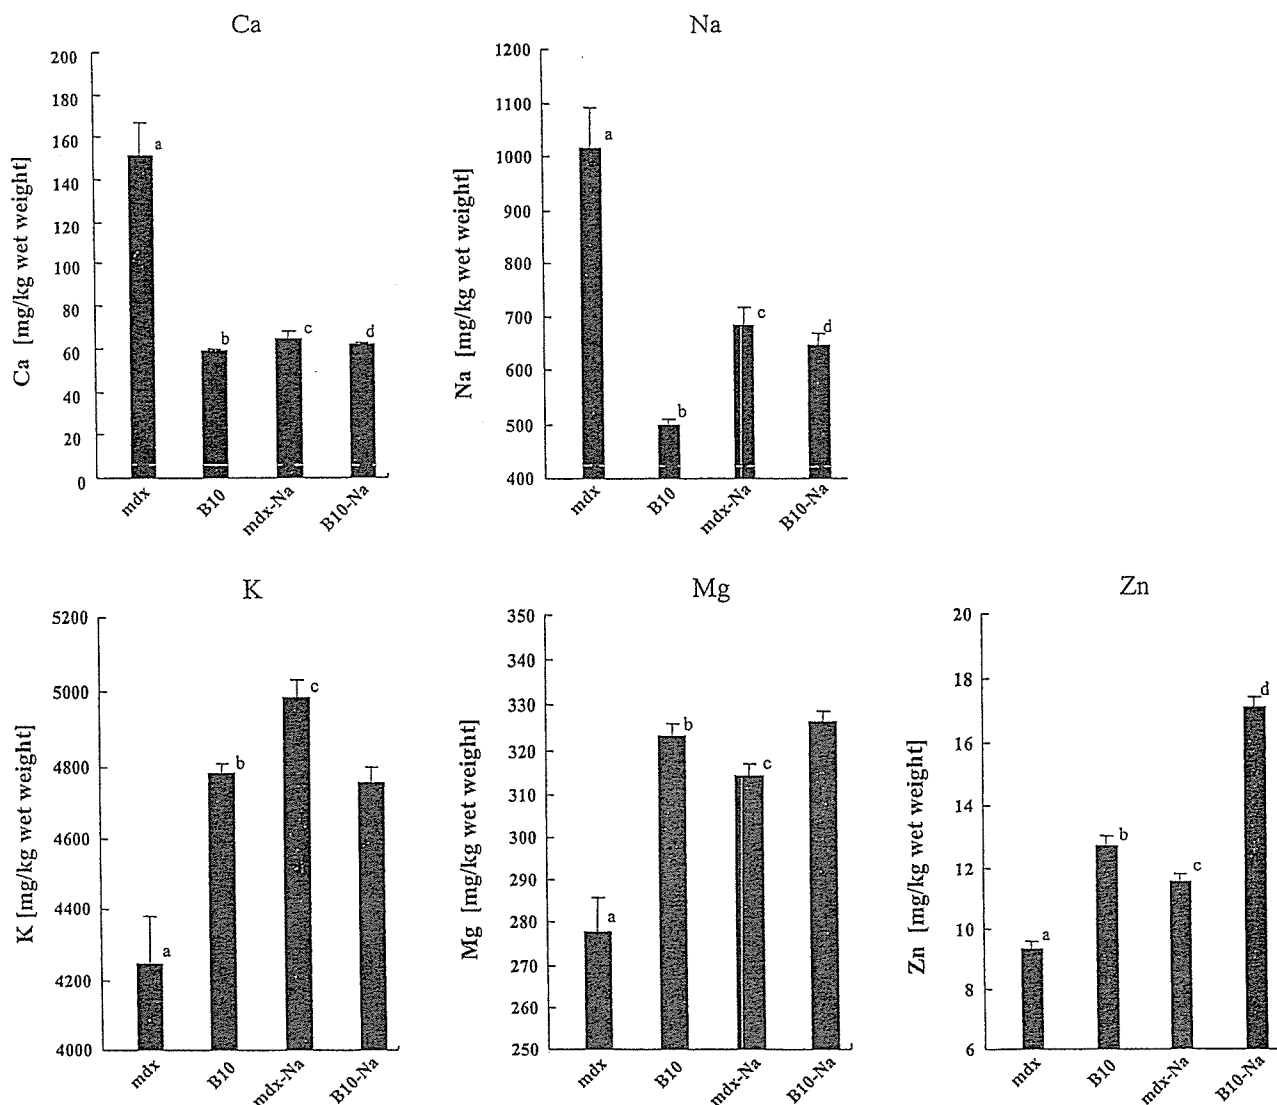 Ca
Ca [mg/kg wet weight]
200
180
160
140
120
100
80
60
40
20
0
a
b
c
d
mdx
B10
mdx-Na
B10-Na
Na
Na [mg/kg wet weight]
1200
1100
1000
900
800
700
600
500
400
a
b
c
d
mdx
B10
mdx-Na
B10-Na
K
K [mg/kg wet weight]
5200
5000
4800
4600
4400
4200
4000
a
b
c
mdx
B10
mdx-Na
B10-Na
Mg
Mg [mg/kg wet weight]
350
340
330
320
310
300
290
280
270
260
250
a
b
c
mdx
B10
mdx-Na
B10-Na
Zn
Zn [mg/kg wet weight]
20
18
16
14
12
9
8
6
a
b
c
d
mdx
B10
mdx-Na
B10-Na